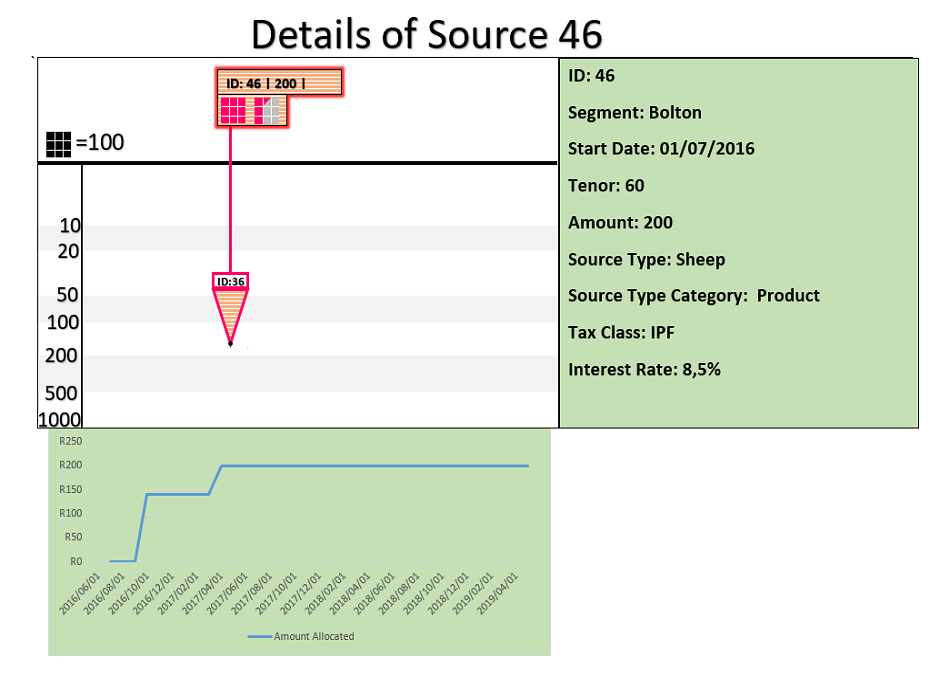 Details of Source 46
ID: 46 | 200 |
=100
ID:36
10
20
50
100
200
500
1000
ID: 46
Segment: Bolton
Start Date: 01/07/2016
Tenor: 60
Amount: 200
Source Type: Sheep
Source Type Category:  Product
Tax Class: IPF
Interest Rate: 8,5%
R250
R200
R150
R100
R50
R0
2016/06/01
2016/08/01
2016/10/01
2016/12/01
2017/02/01
2017/04/01
2017/06/01
2017/08/01
2017/10/01
2017/12/01
2018/02/01
2018/04/01
2018/06/01
2018/08/01
2018/10/01
2018/12/01
2019/02/01
2019/04/01
Amount Allocated